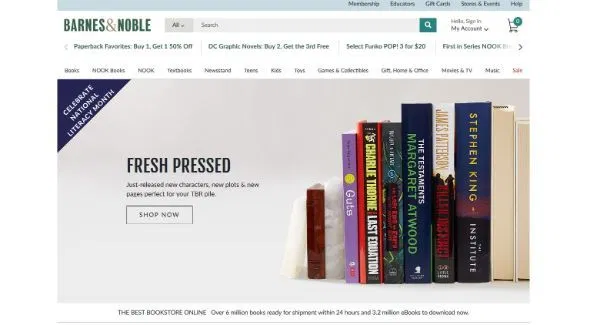 Membership Educators Gift Cards Stores & Events Help
BARNES&NOBLE
All
Search
Hello, Sign in
My Account
0
Paperback Favorites: Buy 1, Get 1 50% Off
DC Graphic Novels: Buy 2, Get the 3rd Free
Select Funko POP! 3 for $20
First in Series NOOK
Books NOOK Books NOOK Textbooks Newsstand Teens Kids Toys Games & Collectibles Gift, Home & Office Movies & TV Music Sale
CELEBRATE
NATIONAL
LITERACY MONTH
FRESH PRESSED
Just-released new characters, new plots & new
pages perfect for your TBR pile.
SHOP NOW
Guts
CHARLIE THORNE
LAST EQUATION
THE TESTAMENTS
MARGARET ATWOOD
JAMES PATTERSON
STEPHEN KING
THE
INSTITUTE
THE BEST BOOKSTORE ONLINE Over 6 million books ready for shipment within 24 hours and 3.2 million eBooks to download now.